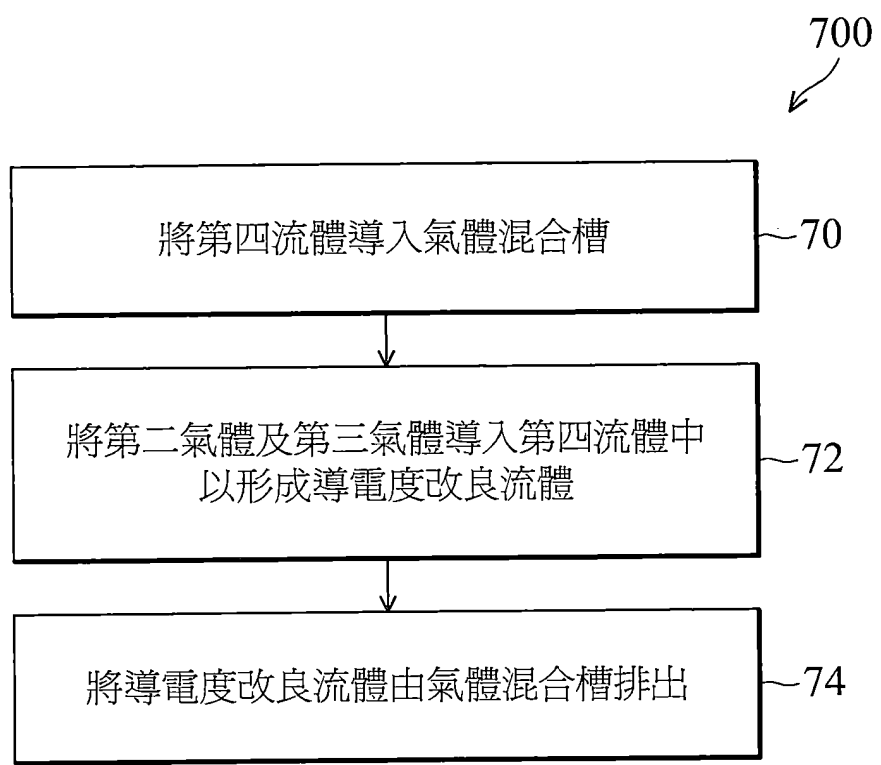 700
將第四流體導入氣體混合槽
70
將第二氣體及第三氣體導入第四流體中
以形成導電度改良流體
72
將導電度改良流體由氣體混合槽排出
74